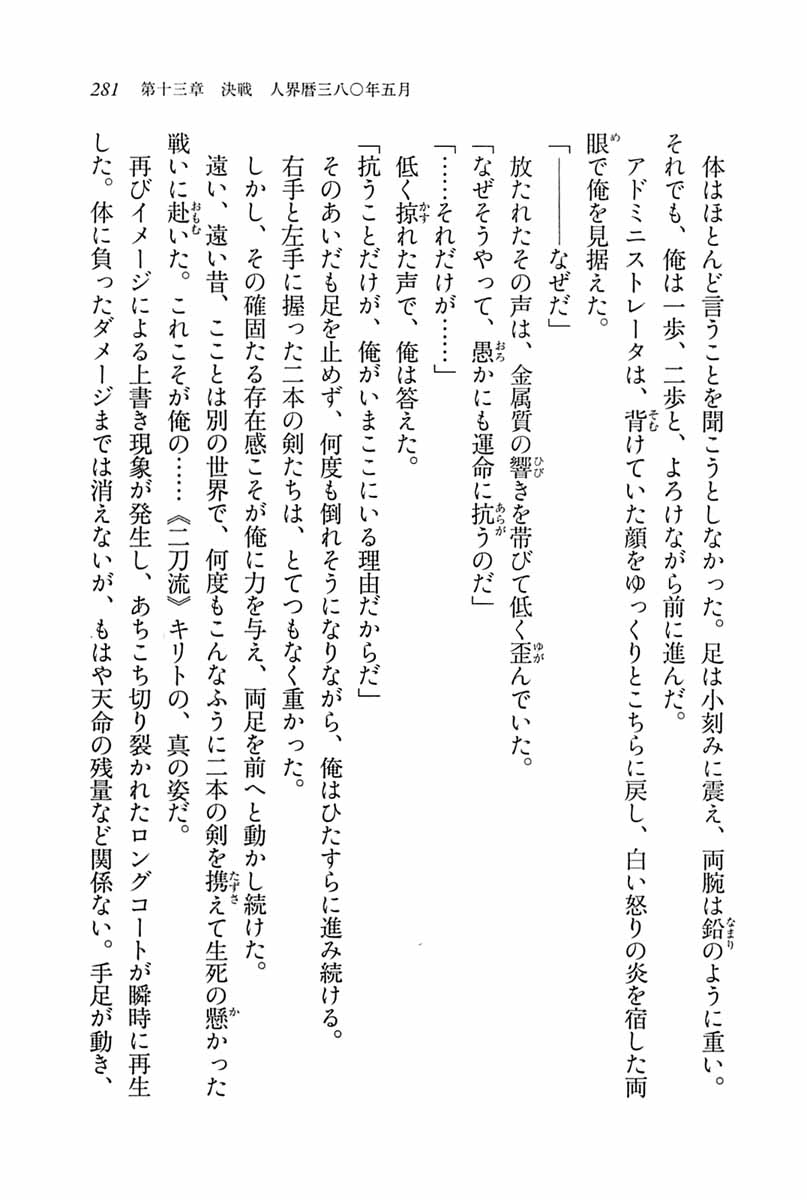 281　第十三章　決戦　人界暦三八〇年五月
体はほとんど言うことを聞こうとしなかった。足は小刻みに震え、両腕は鉛のように重い。
それでも、俺は一歩、二歩と、よろけながら前に進んだ。
アドミニストレータは、背けていた顔をゆっくりとこちらに戻し、白い怒りの炎を宿した両
眼で俺を見据えた。
「――――なぜだ」
放たれたその声は、金属質の響きを帯びて低く歪んでいた。
「なぜそうやって、愚かにも運命に抗うのだ」
「……それだけが……」
低く掠れた声で、俺は答えた。
「抗うことだけが、俺がいまここにいる理由だからだ」
そのあいだも足を止めず、何度も倒れそうになりながら、俺はひたすらに進み続ける。
右手と左手に握った二本の剣たちは、とてつもなく重かった。
しかし、その確固たる存在感こそが俺に力を与え、両足を前へと動かし続けた。
遠い、遠い昔、こことは別の世界で、何度もこんなふうに二本の剣を携えて生死の懸かった
戦いに赴いた。これこそが俺の……《二刀流》キリトの、真の姿だ。
再びイメージによる上書き現象が発生し、あちこち切り裂かれたロングコートが瞬時に再生
した。体に負ったダメージまでは消えないが、もはや天命の残量など関係ない。手足が動き、